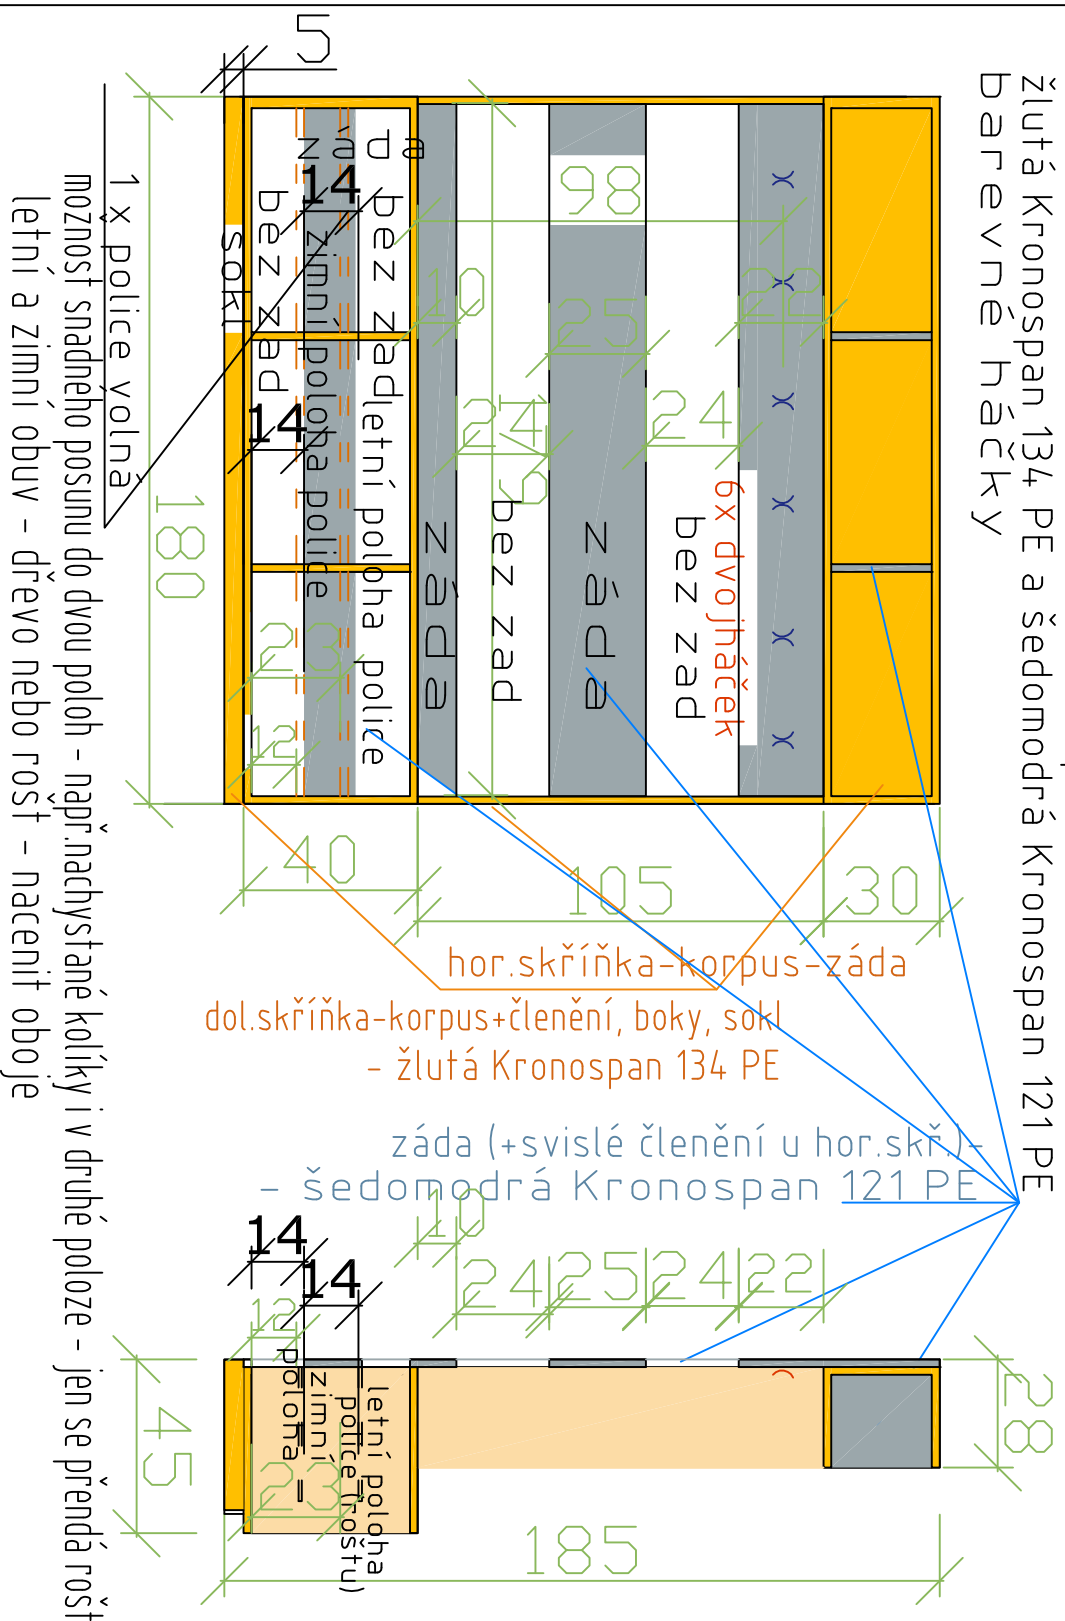 žlutá Kronospan 134 PE a šedomodrá Kronospan 121 PE
barevné háčky
5
98
10
25
22
24
24
6x dvojháček
bez zad
záda
bez zad
záda
bez zad
letní poloha police
14
zimní poloha police
bez zad
sokl
14
23
12
180
40
105
30
1 x police volná
možnost snadného posunu do dvou poloh - např.nachystané kolíky i v druhé poloze - jen se přendá rošt
letní a zimní obuv - dřevo nebo rošt - nacenit oboje
hor.skříňka-korpus-záda
dol.skříňka-korpus+členění, boky, sokl
- žlutá Kronospan 134 PE
záda (+svislé členění u hor.skř.)-
- šedomodrá Kronospan 121 PE
10
24
25
24
22
14
14
12
letní poloha
police (roštu)
zimní
poloha
23
45
28
185